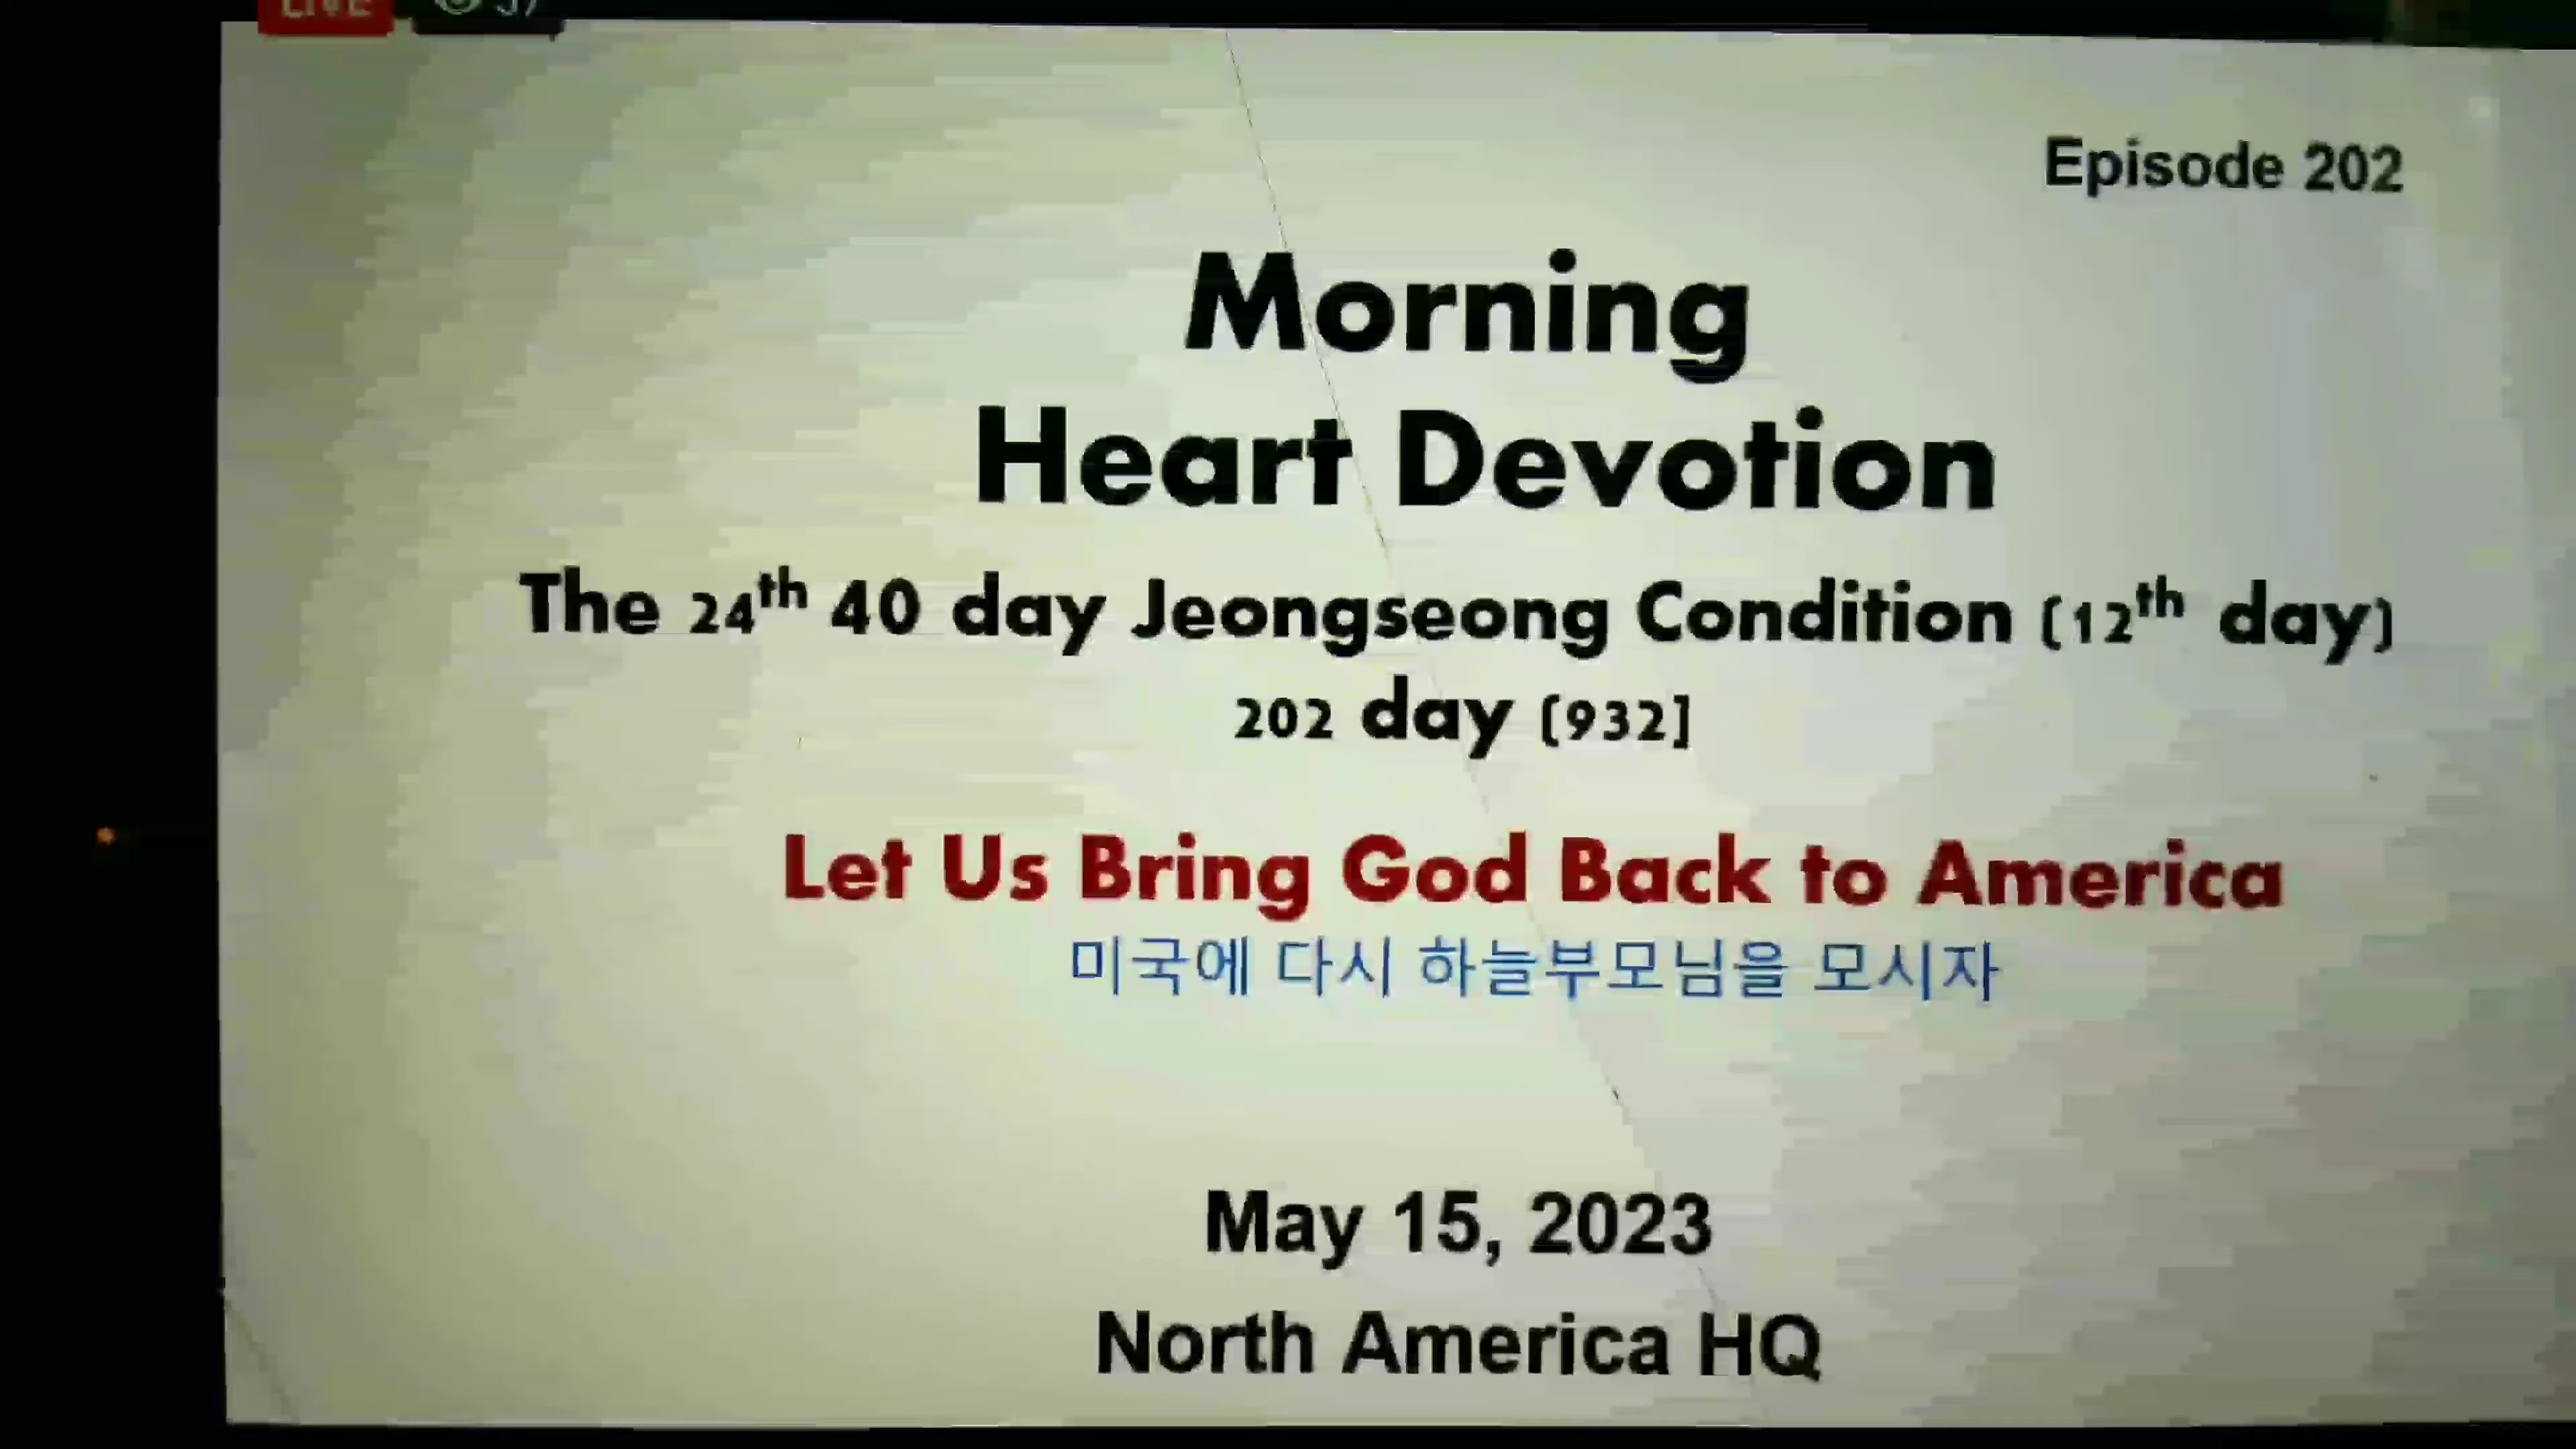 LIVE
Episode 202
Morning
Heart Devotion
The 24th 40 day Jeongseong Condition (12th day)
202 day [932]
Let Us Bring God Back to America
미국에 다시 하늘부모님을 모시자
May 15, 2023
North America HQ